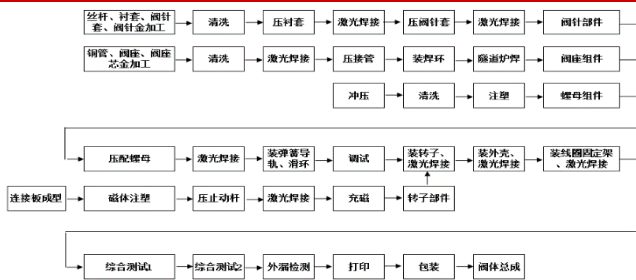 丝杆、衬套、阀针
套、阀针金加工
清洗
压衬套
激光焊接
压阀针套
激光焊接
阀针部件
铜管、阀座、阀座
芯金加工
清洗
激光焊接
压接管
装焊环
隧道炉焊
阀座组件
冲压
清洗
注塑
螺母组件
压配螺母
激光焊接
装弹簧导
轨、滑环
调试
装转子、
激光焊接
装外壳、
激光焊接
装线圈固定架
、激光焊接
连接板成型
磁体注塑
压止动杆
激光焊接
充磁
转子部件
综合测试1
综合测试2
外漏检测
打印
包装
阀体总成